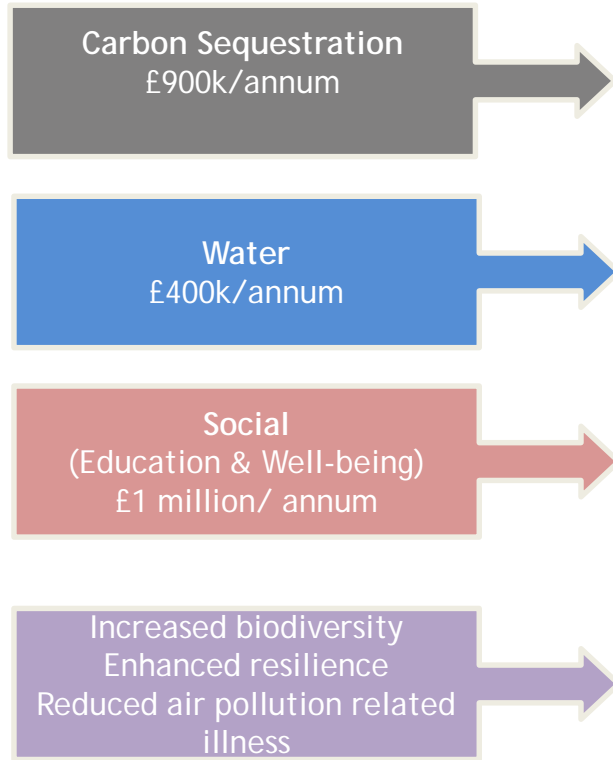 Carbon Sequestration
£900k/annum
Water
£400k/annum
Social
(Education & Well-being)
£1 million/ annum
Increased biodiversity
Enhanced resilience
Reduced air pollution related
illness